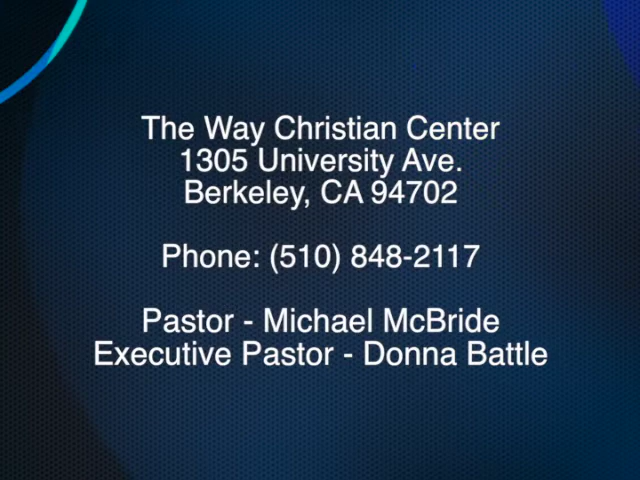 The Way Christian Center
1305 University Ave.
Berkeley, CA 94702
Phone: (510) 848-2117
Pastor - Michael McBride
Executive Pastor - Donna Battle